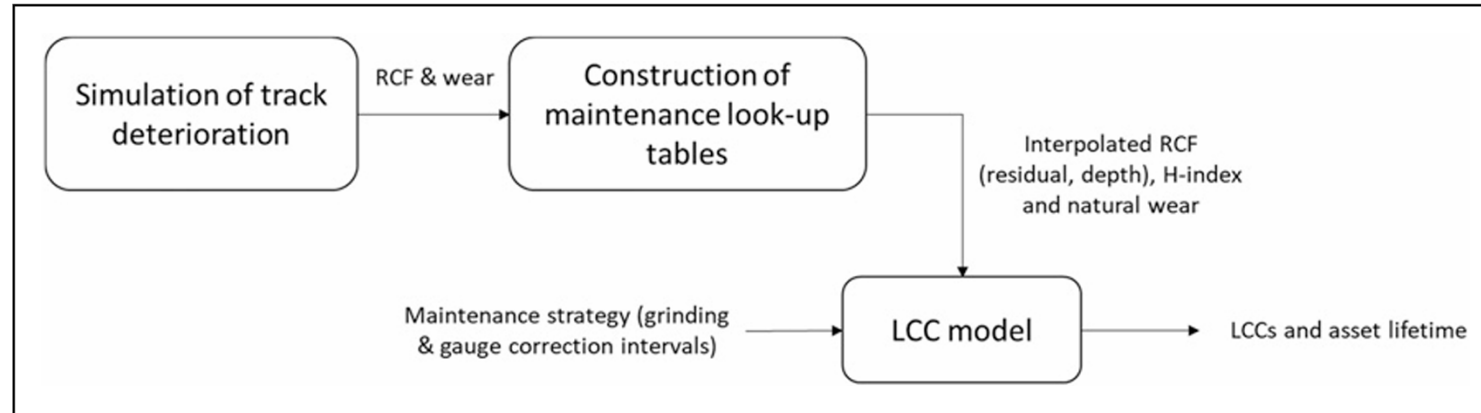 Simulation of track
deterioration
RCF & wear
Construction of
maintenance look-up
tables
Interpolated RCF
(residual, depth), H-index
and natural wear
Maintenance strategy (grinding
& gauge correction intervals)
LCC model
LCCs and asset lifetime